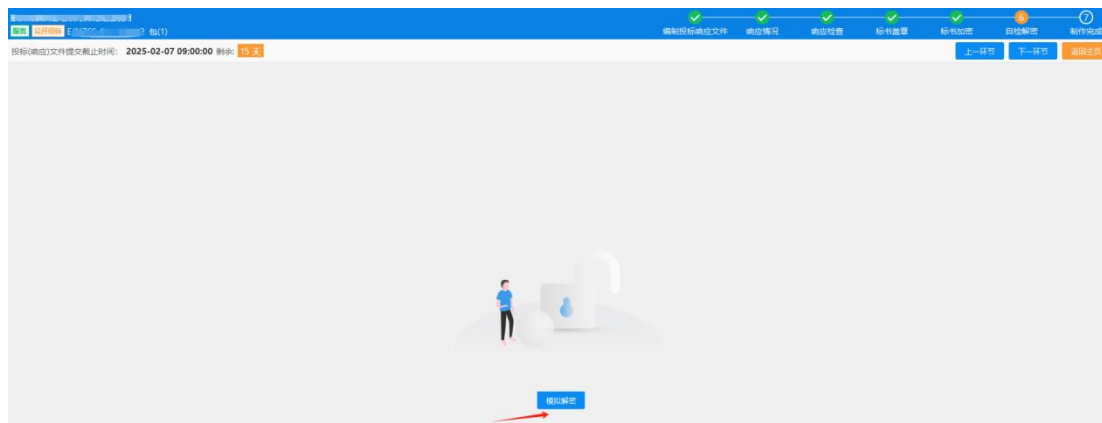 编制投标响应文件 响应情况 响应检查 标书盖章 标书加密 6 自检解密 7 制作完成
服务 公开招标 包(1)
投标(响应)文件提交截止时间: 2025-02-07 09:00:00 剩余: 15 天 上一环节 下一环节 返回主页
模拟解密